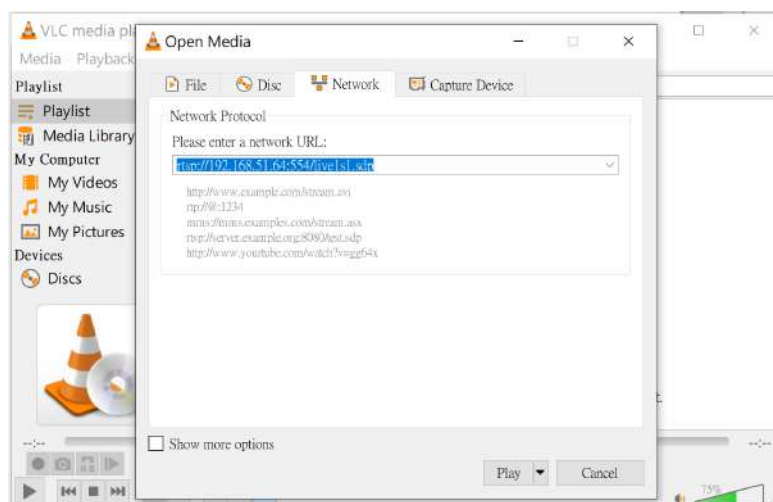 VLC media pl
Media Playback
Playlist
Playlist
Media Library
My Computer
My Videos
My Music
My Pictures
Devices
Discs
--:--
Open Media
File Disc Network Capture Device
Network Protocol
Please enter a network URL:
rtsp://192.168.51.64:554/live1s1.sdp
http://www.example.com/stream.avi
rtp://@:1234
mms://mms.examples.com/stream.asx
rtsp://server.example.org:8080/test.sdp
http://www.yourtube.com/watch?v=gg64x
Show more options
Play Cancel
t.
--:--
75%